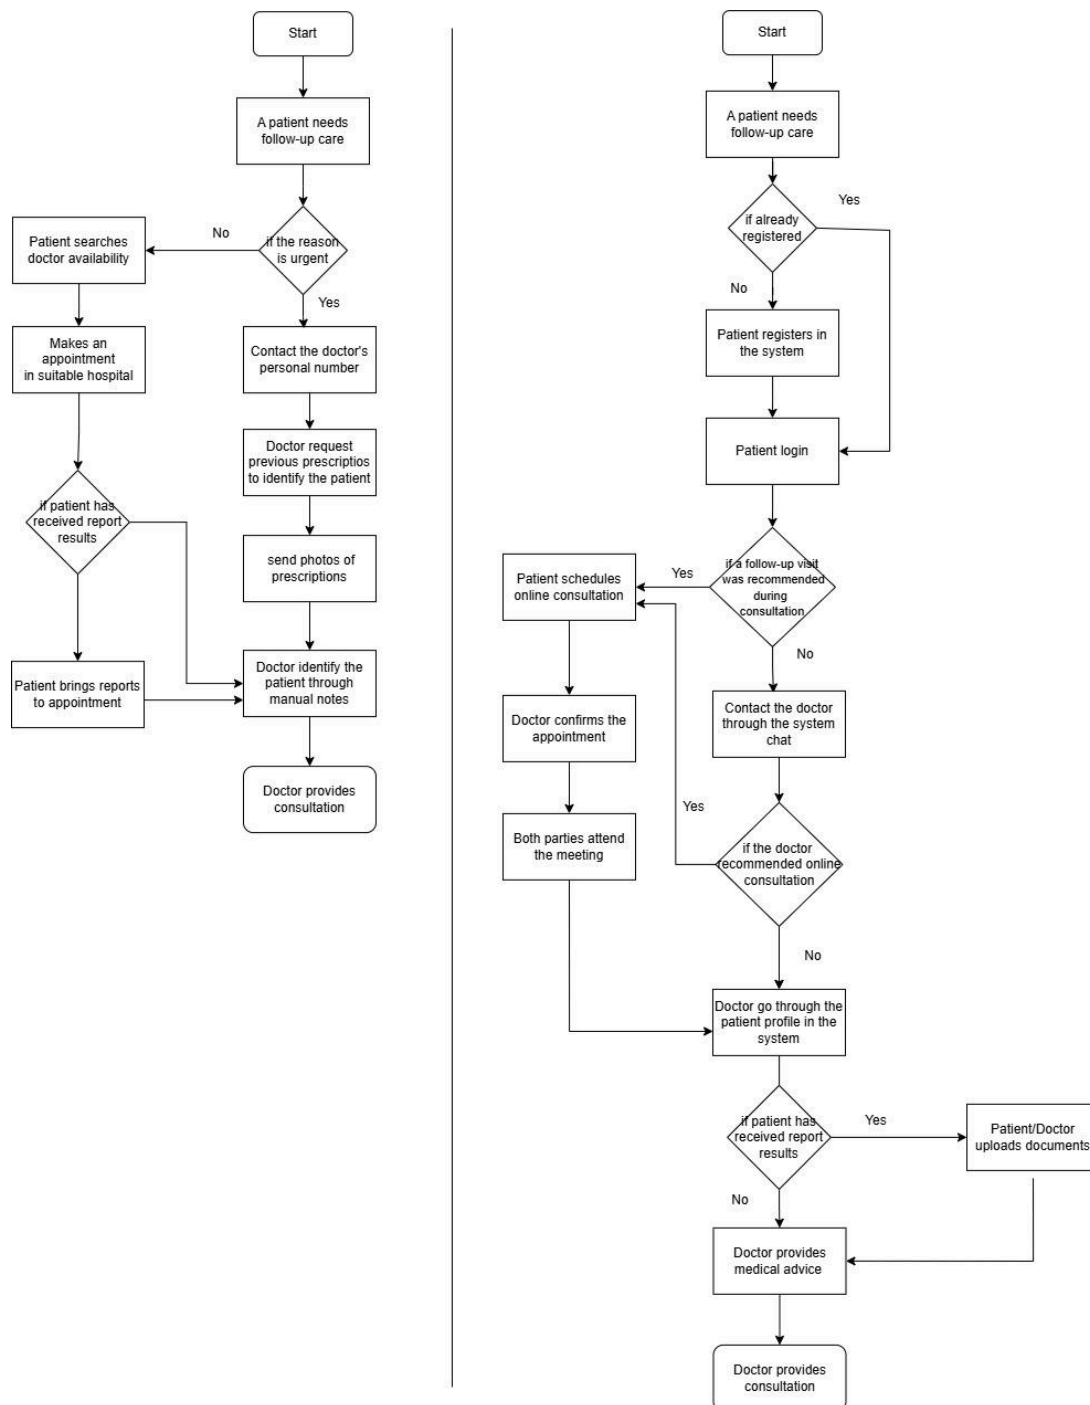 Start
A patient needs
follow-up care
if the reason
is urgent
No
Yes
Patient searches
doctor availability
Makes an
appointment
in suitable hospital
if patient has
received report
results
Patient brings reports
to appointment
Contact the doctor's
personal number
Doctor request
previous prescriptios
to identify the patient
send photos of
prescriptions
Doctor identify the
patient through
manual notes
Doctor provides
consultation
Start
A patient needs
follow-up care
if already
registered
Yes
No
Patient registers in
the system
Patient login
if a follow-up visit
was recommended
during
consultation
Yes
No
Patient schedules
online consultation
Doctor confirms the
appointment
Both parties attend
the meeting
Contact the doctor
through the system
chat
Yes
if the doctor
recommended online
consultation
No
Doctor go through the
patient profile in the
system
if patient has
received report
results
Yes
Patient/Doctor
uploads documents
No
Doctor provides
medical advice
Doctor provides
consultation